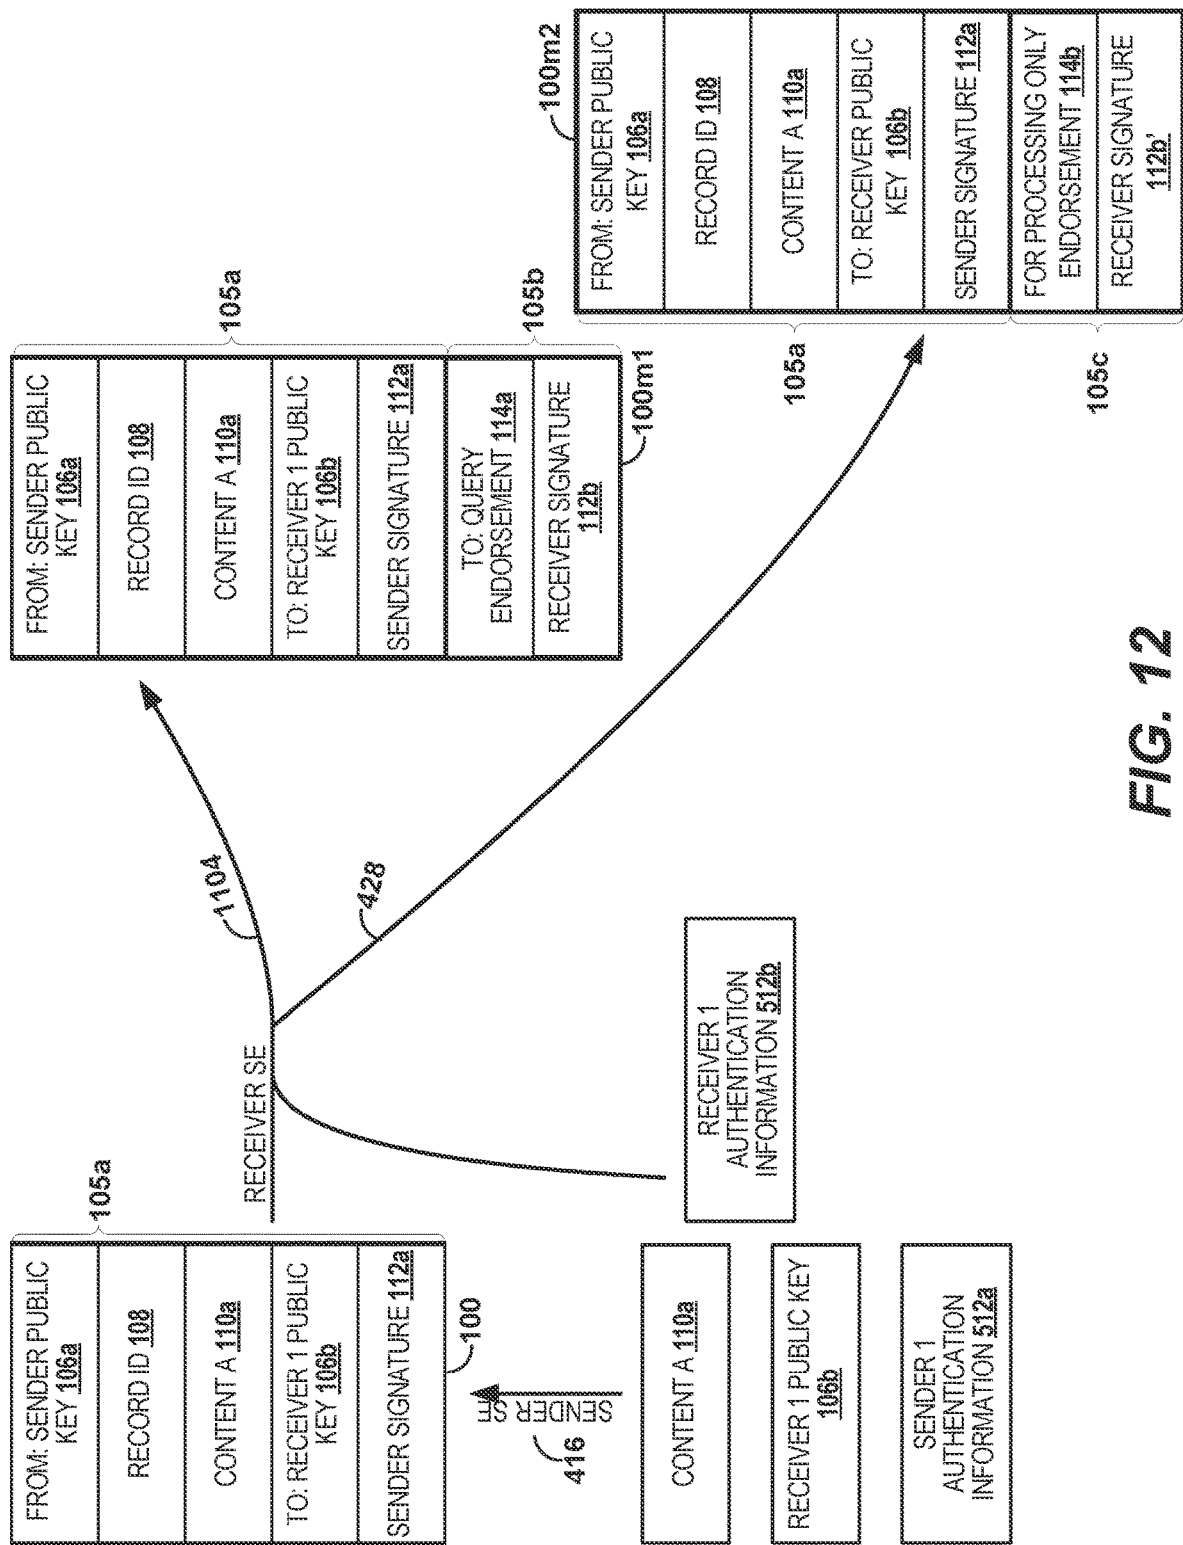 FROM: SENDER PUBLIC
KEY 106a
RECORD ID 108
CONTENT A 110a
TO: RECEIVER 1 PUBLIC
KEY 106b
SENDER SIGNATURE 112a
105a
100
416
SENDER SE
CONTENT A 110a
RECEIVER 1 PUBLIC KEY
106b
SENDER 1
AUTHENTICATION
INFORMATION 512a
RECEIVER SE
RECEIVER 1
AUTHENTICATION
INFORMATION 512b
1104
428
FROM: SENDER PUBLIC
KEY 106a
RECORD ID 108
CONTENT A 110a
TO: RECEIVER 1 PUBLIC
KEY 106b
SENDER SIGNATURE 112a
TO: QUERY
ENDORSEMENT 114a
RECEIVER SIGNATURE
112b
105a
105b
100m1
100m2
FROM: SENDER PUBLIC
KEY 106a
RECORD ID 108
CONTENT A 110a
TO: RECEIVER PUBLIC
KEY 106b
SENDER SIGNATURE 112a
FOR PROCESSING ONLY
ENDORSEMENT 114b
RECEIVER SIGNATURE
112b'
105a
105c
FIG. 12